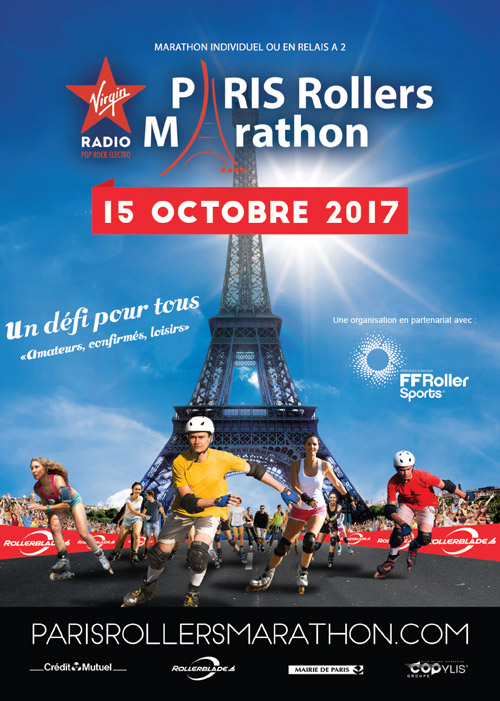 MARATHON INDIVIDUEL OU EN RELAIS A 2
Virgin
RADIO
POP ROCK ELECTRO
PARIS Rollers
Marathon
15 OCTOBRE 2017
Un défi pour tous
«amateurs, confirmés, loisirs»
Une organisation en partenariat avec :
FFRoller
Sports
ROLLERBLADE
ROLLERBLADE
ROLLERBLADE
PARISROLLERSMARATHON.COM
Crédit Mutuel
ROLLERBLADE
MAIRIE DE PARIS
COPYLIS
GROUPE